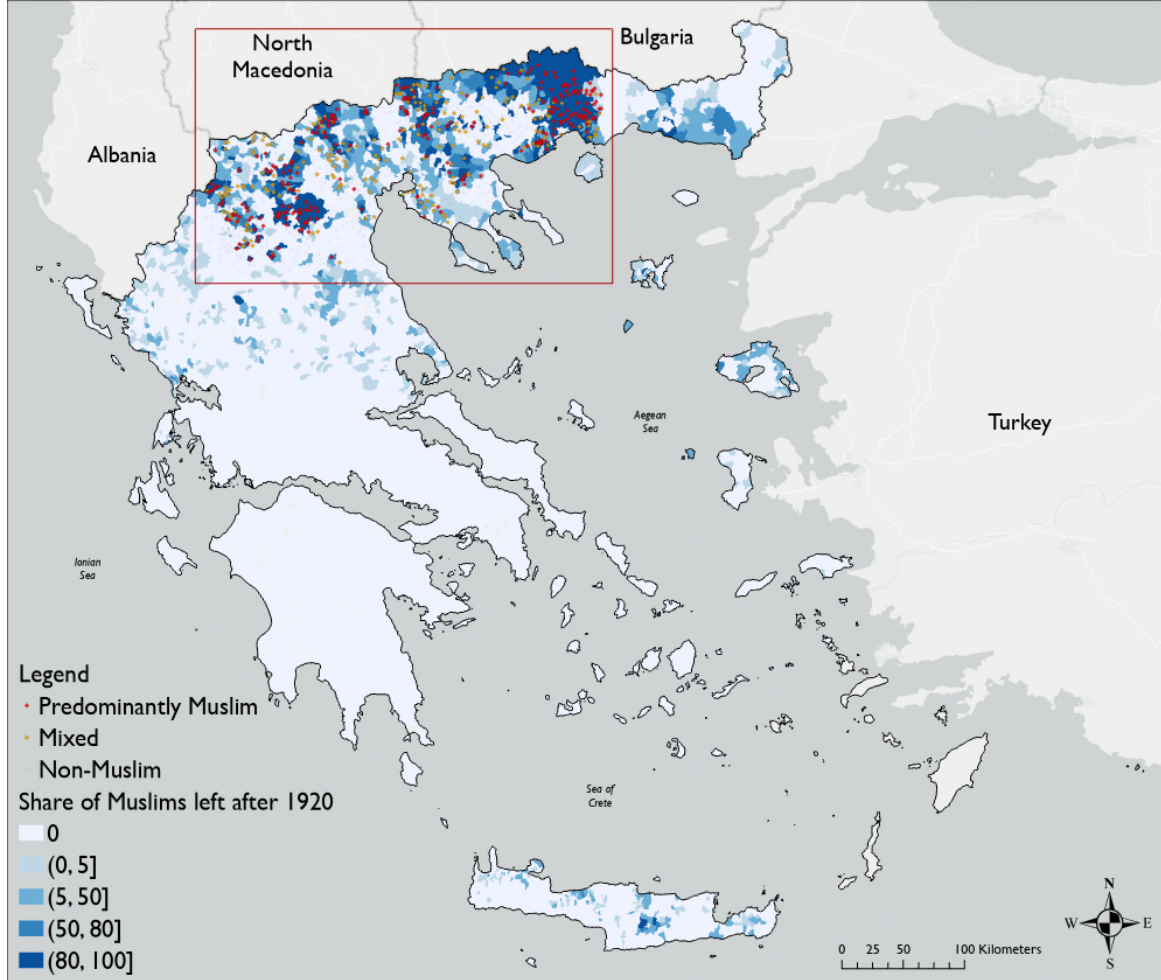 North
Macedonia
Bulgaria
Albania
Aegean
Sea
Turkey
Ionian
Sea
Sea of
Crete
Legend
Predominantly Muslim
Mixed
Non-Muslim
Share of Muslims left after 1920
0
(0, 5]
(5, 50]
(50, 80]
(80, 100]
N
W E
S
0 25 50 100 Kilometers